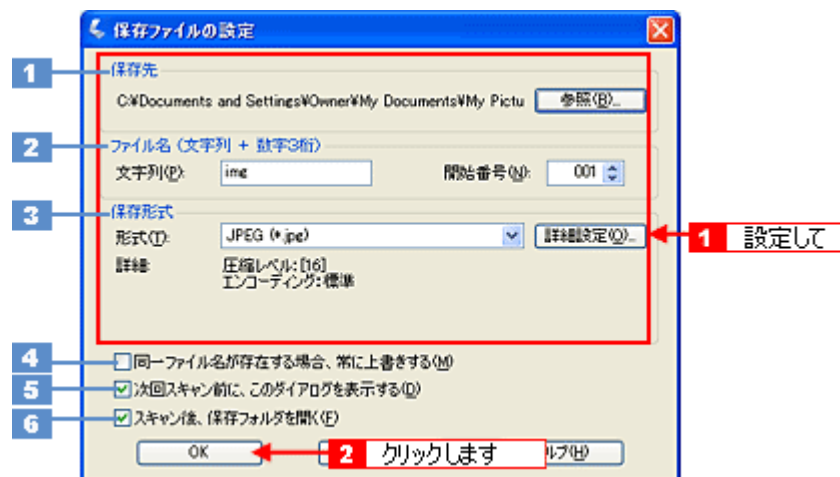 保存ファイルの設定
1
保存先
C:¥Documents and Settings¥Owner¥My Documents¥My Pictu
参照(B)...
2
ファイル名 (文字列 + 数字3桁)
文字列(P):
img
開始番号(N):
001
3
保存形式
形式(T):
JPEG (*.jpg)
詳細設定(O)...
1 設定して
詳細:
圧縮レベル:[16]
エンコーディング:標準
4
同一ファイル名が存在する場合、常に上書きする(M)
5
次回スキャン前に、このダイアログを表示する(D)
6
スキャン後、保存フォルダを開く(F)
OK
2 クリックします
ルプ(H)